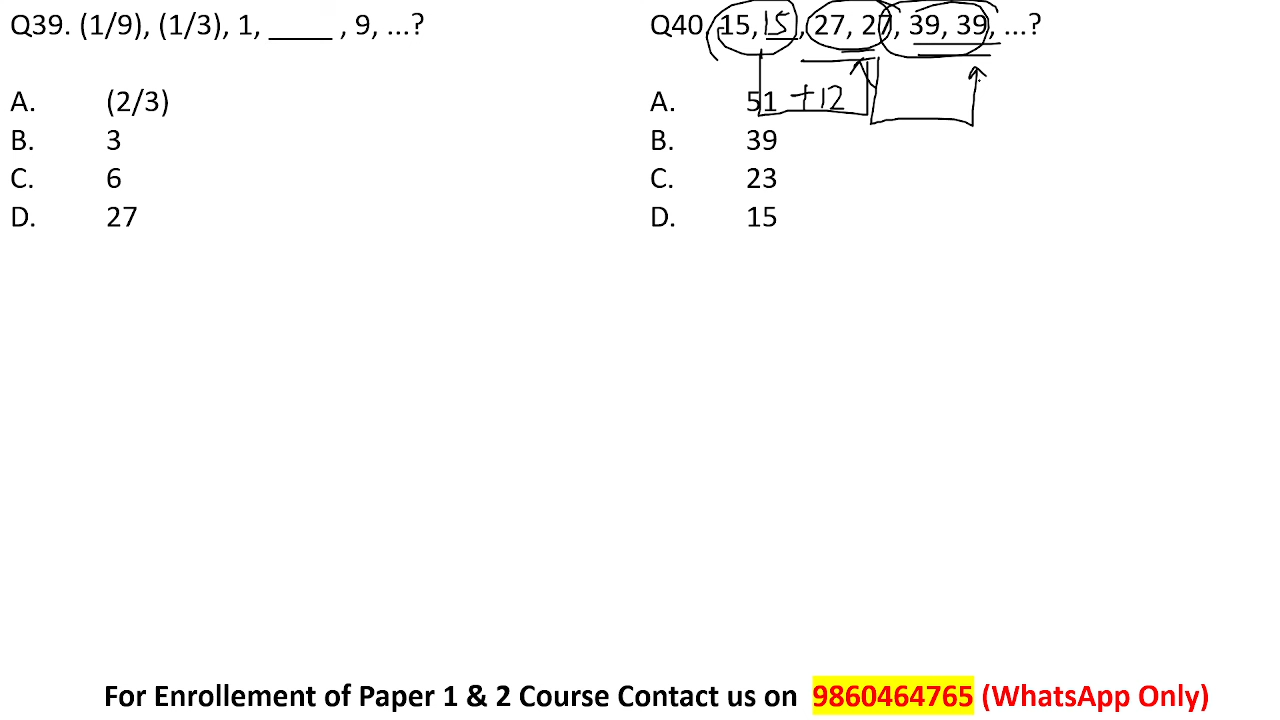 Q39. (1/9), (1/3), 1, ____ , 9, ...?
A. (2/3)
B. 3
C. 6
D. 27
Q40, 15, 15, 27, 27, 39, 39, ...?
+12
A. 51
B. 39
C. 23
D. 15
For Enrollement of Paper 1 & 2 Course Contact us on 9860464765 (WhatsApp Only)